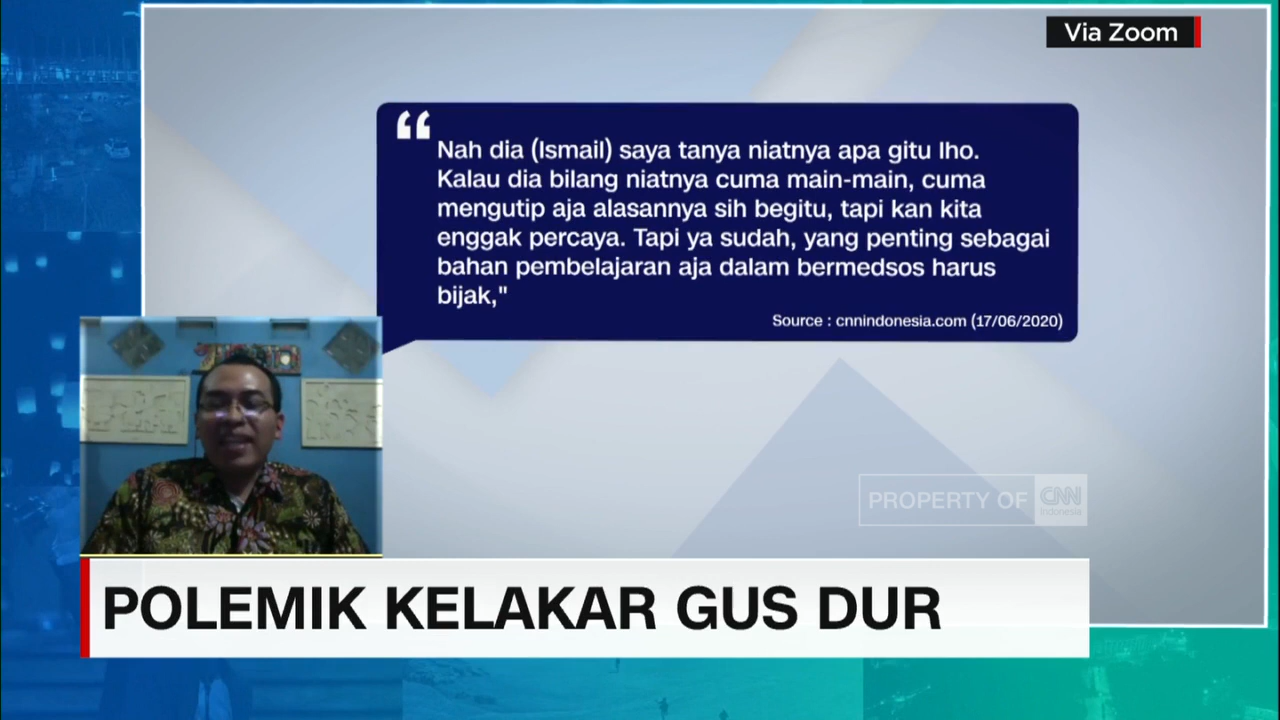 Via Zoom
“
Nah dia (Ismail) saya tanya niatnya apa gitu lho.
Kalau dia bilang niatnya cuma main-main, cuma
mengutip aja alasannya sih begitu, tapi kan kita
enggak percaya. Tapi ya sudah, yang penting sebagai
bahan pembelajaran aja dalam bermedsos harus
bijak,"
Source : cnnindonesia.com (17/06/2020)
PROPERTY OF CNN
Indonesia
POLEMIK KELAKAR GUS DUR